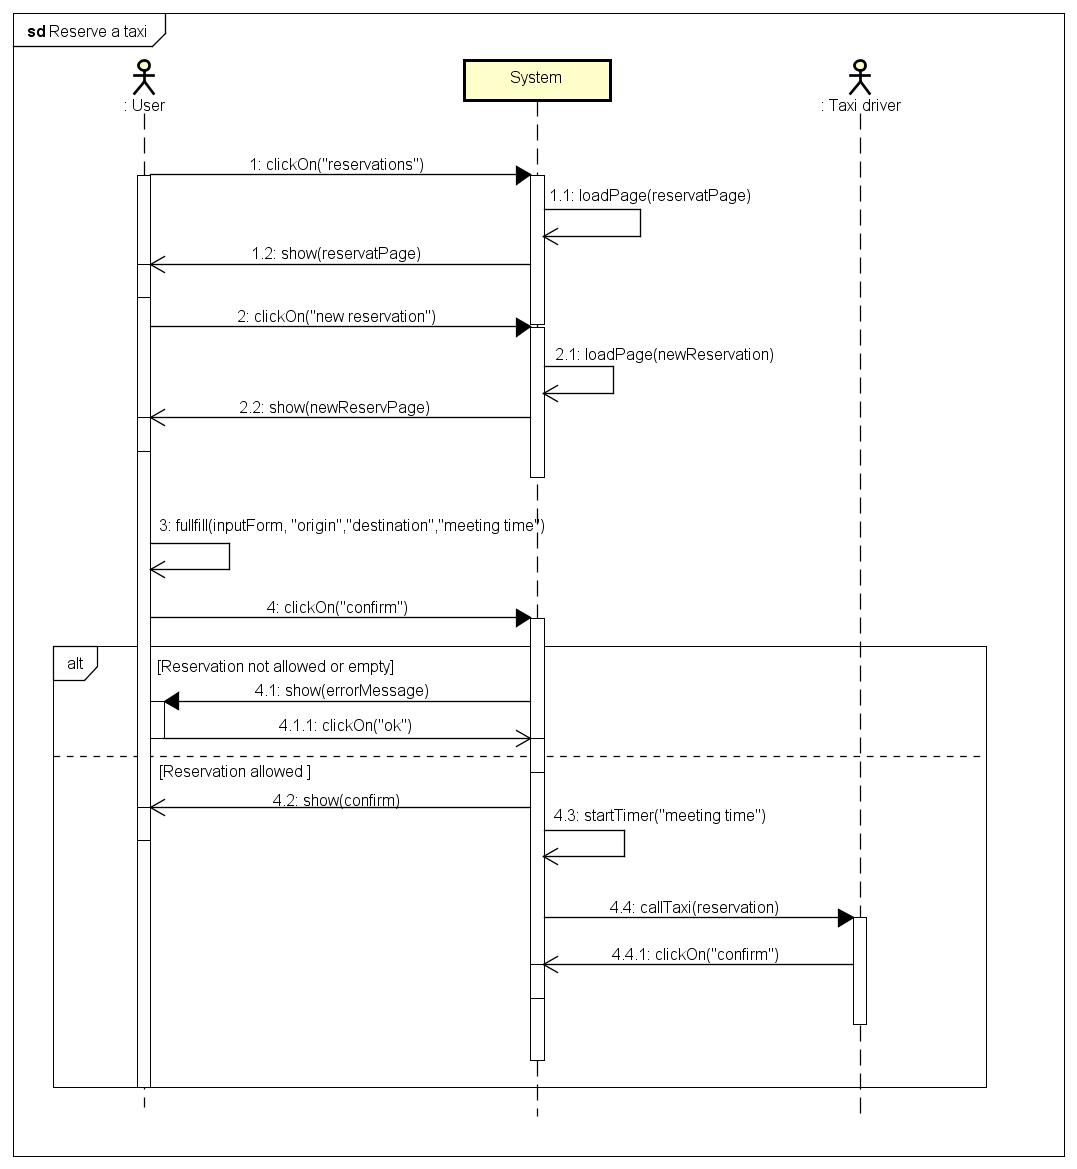 sd Reserve a taxi
: User
System
: Taxi driver
1: clickOn("reservations")
1.1: loadPage(reservatPage)
1.2: show(reservatPage)
2: clickOn("new reservation")
2.1: loadPage(newReservation)
2.2: show(newReservPage)
3: fullfill(inputForm, "origin","destination","meeting time")
4: clickOn("confirm")
alt
[Reservation not allowed or empty]
4.1: show(errorMessage)
4.1.1: clickOn("ok")
[Reservation allowed ]
4.2: show(confirm)
4.3: startTimer("meeting time")
4.4: callTaxi(reservation)
4.4.1: clickOn("confirm")